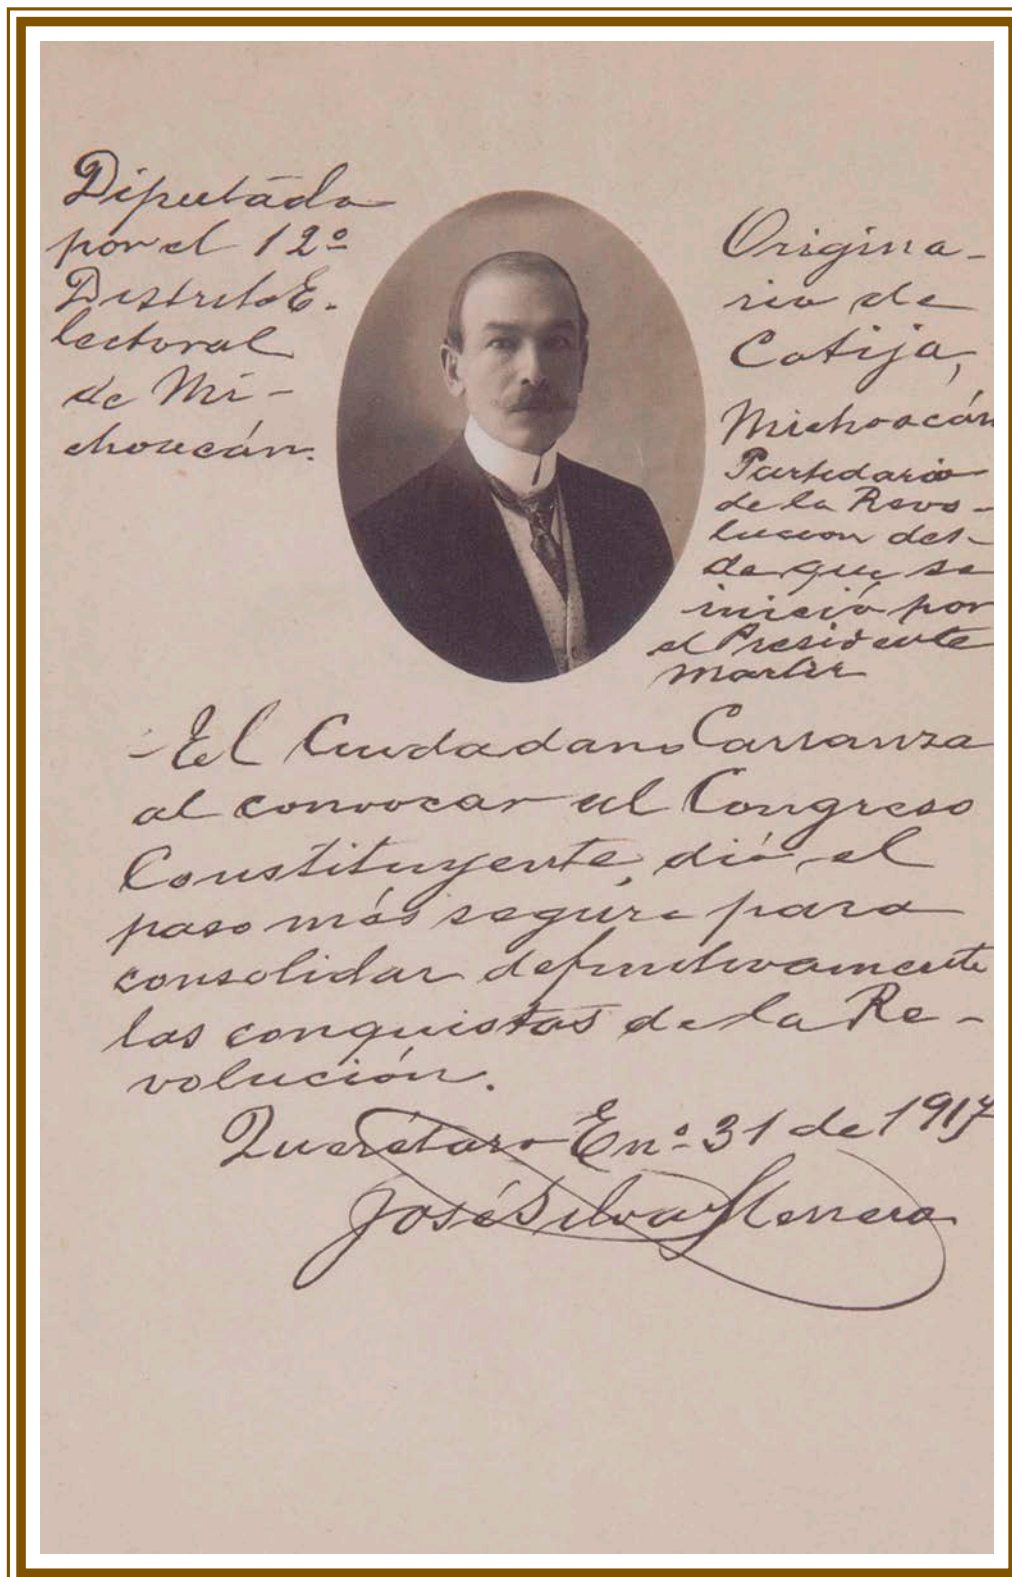 Diputado
por el 12º
Distrito E-
lectoral
de Mi-
choacán.
Origina-
rio de
Cotija,
Michoacán
Partidario
de la Revo-
lucion des-
de que se
inició por
el Presidente
Martir
-El Ciudadano Carranza
al convocar al Congreso
Constituyente, dió el
paso más seguro para
consolidar definitivamente
las conquistas de la Re-
volución.
Querétaro En.º 31 de 1917
José Silva Herrera